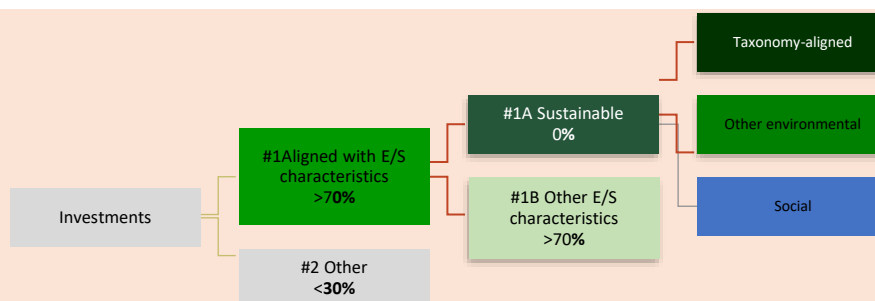 Taxonomy-aligned
#1A Sustainable
0%
Other environmental
#1Aligned with E/S
characteristics
>70%
#1B Other E/S
characteristics
>70%
Social
Investments
#2 Other
<30%